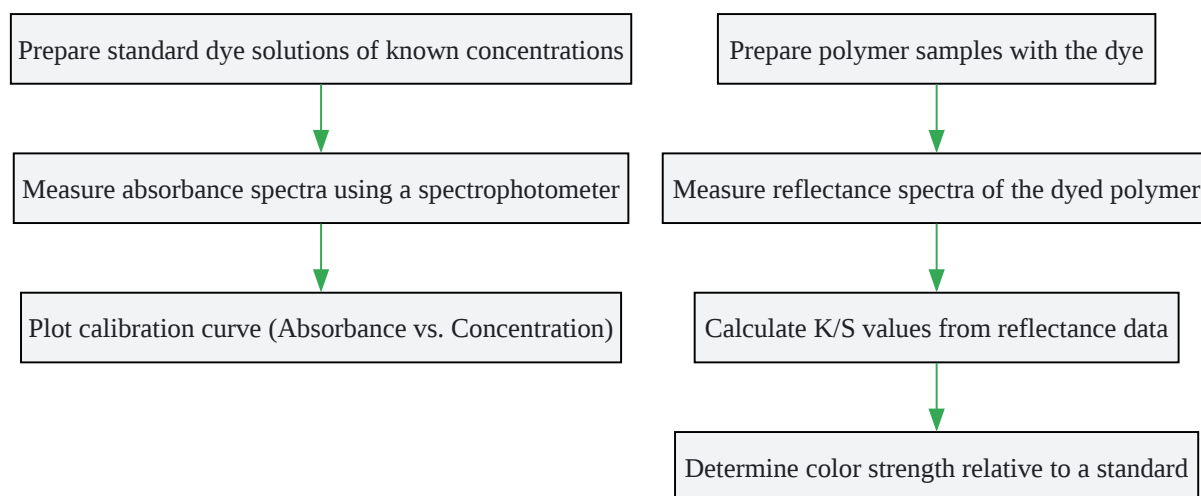 Prepare standard dye solutions of known concentrations
Measure absorbance spectra using a spectrophotometer
Plot calibration curve (Absorbance vs. Concentration)
Prepare polymer samples with the dye
Measure reflectance spectra of the dyed polymer
Calculate K/S values from reflectance data
Determine color strength relative to a standard